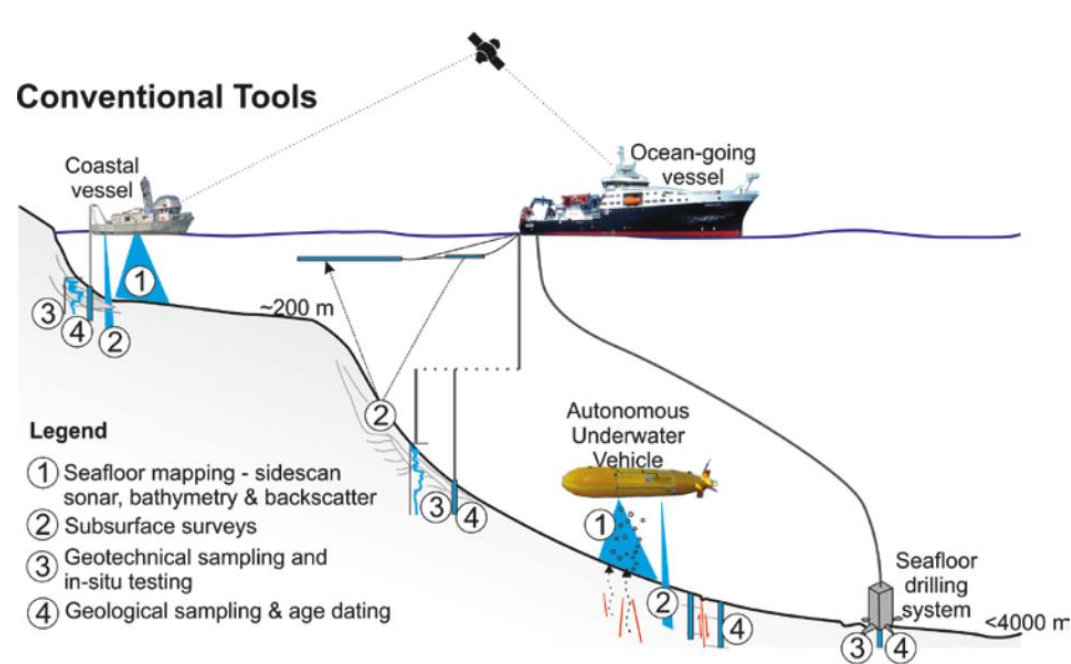 Conventional Tools
Coastal
vessel
Ocean-going
vessel
1
3
4
2
~200 m
2
3
4
Autonomous
Underwater
Vehicle
1
2
4
Seafloor
drilling
system
<4000 m
3
4
Legend
1 Seafloor mapping - sidescan
sonar, bathymetry & backscatter
2 Subsurface surveys
3 Geotechnical sampling and
in-situ testing
4 Geological sampling & age dating